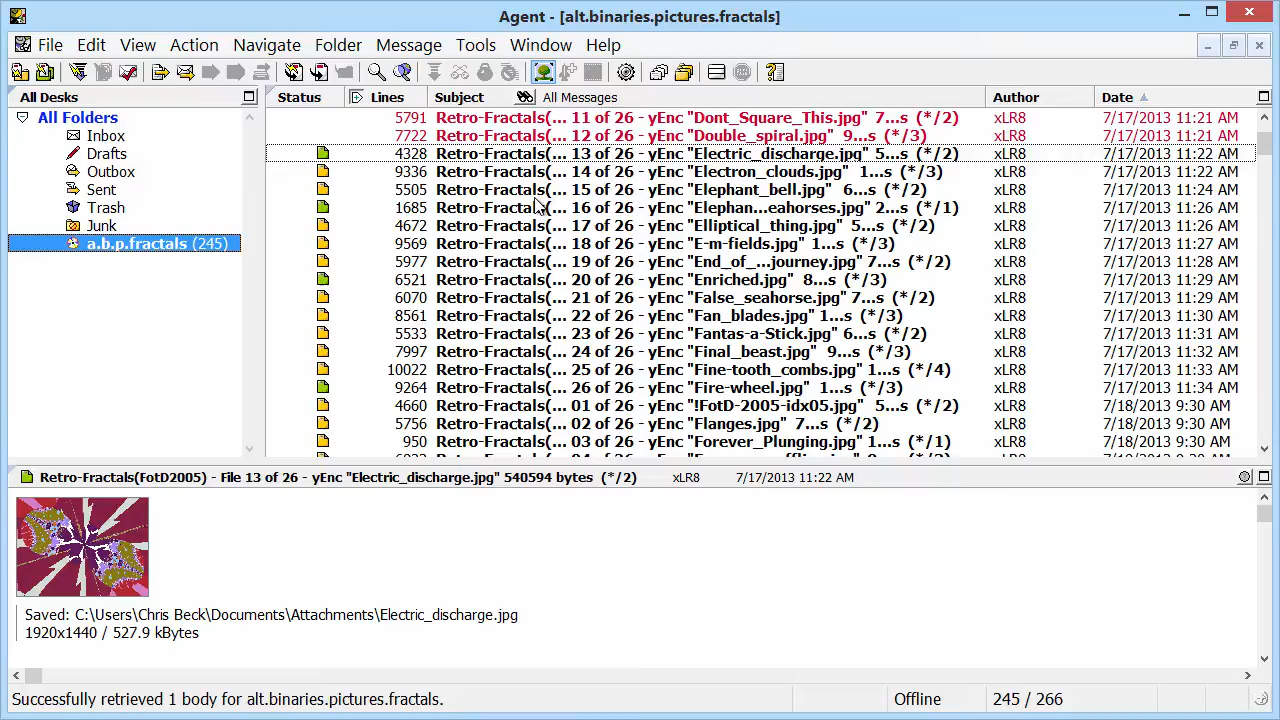 Agent - [alt.binaries.pictures.fractals]
File Edit View Action Navigate Folder Message Tools Window Help
All Desks
Status Lines Subject All Messages Author Date
All Folders
Inbox
Drafts
Outbox
Sent
Trash
Junk
a.b.p.fractals (245)
5791 Retro-Fractals(... 11 of 26 - yEnc "Dont_Square_This.jpg" 7...s (*/2) xLR8 7/17/2013 11:21 AM
7722 Retro-Fractals(... 12 of 26 - yEnc "Double_spiral.jpg" 9...s (*/3) xLR8 7/17/2013 11:21 AM
4328 Retro-Fractals(... 13 of 26 - yEnc "Electric_discharge.jpg" 5...s (*/2) xLR8 7/17/2013 11:22 AM
9336 Retro-Fractals(... 14 of 26 - yEnc "Electron_clouds.jpg" 1...s (*/3) xLR8 7/17/2013 11:22 AM
5505 Retro-Fractals(... 15 of 26 - yEnc "Elephant_bell.jpg" 6...s (*/2) xLR8 7/17/2013 11:24 AM
1685 Retro-Fractals(... 16 of 26 - yEnc "Elephan...eahorses.jpg" 2...s (*/1) xLR8 7/17/2013 11:26 AM
4672 Retro-Fractals(... 17 of 26 - yEnc "Elliptical_thing.jpg" 5...s (*/2) xLR8 7/17/2013 11:26 AM
9569 Retro-Fractals(... 18 of 26 - yEnc "E-m-fields.jpg" 1...s (*/3) xLR8 7/17/2013 11:27 AM
5977 Retro-Fractals(... 19 of 26 - yEnc "End_of_...journey.jpg" 7...s (*/2) xLR8 7/17/2013 11:28 AM
6521 Retro-Fractals(... 20 of 26 - yEnc "Enriched.jpg" 8...s (*/3) xLR8 7/17/2013 11:29 AM
6070 Retro-Fractals(... 21 of 26 - yEnc "False_seahorse.jpg" 7...s (*/2) xLR8 7/17/2013 11:29 AM
8561 Retro-Fractals(... 22 of 26 - yEnc "Fan_blades.jpg" 1...s (*/3) xLR8 7/17/2013 11:30 AM
5533 Retro-Fractals(... 23 of 26 - yEnc "Fantas-a-Stick.jpg" 6...s (*/2) xLR8 7/17/2013 11:31 AM
7997 Retro-Fractals(... 24 of 26 - yEnc "Final_beast.jpg" 9...s (*/3) xLR8 7/17/2013 11:32 AM
10022 Retro-Fractals(... 25 of 26 - yEnc "Fine-tooth_combs.jpg" 1...s (*/4) xLR8 7/17/2013 11:33 AM
9264 Retro-Fractals(... 26 of 26 - yEnc "Fire-wheel.jpg" 1...s (*/3) xLR8 7/17/2013 11:34 AM
4660 Retro-Fractals(... 01 of 26 - yEnc "!FotD-2005-idx05.jpg" 5...s (*/2) xLR8 7/18/2013 9:30 AM
5756 Retro-Fractals(... 02 of 26 - yEnc "Flanges.jpg" 7...s (*/2) xLR8 7/18/2013 9:30 AM
950 Retro-Fractals(... 03 of 26 - yEnc "Forever_Plunging.jpg" 1...s (*/1) xLR8 7/18/2013 9:30 AM
Retro-Fractals(FotD2005) - File 13 of 26 - yEnc "Electric_discharge.jpg" 540594 bytes (*/2) xLR8 7/17/2013 11:22 AM
Saved: C:\Users\Chris Beck\Documents\Attachments\Electric_discharge.jpg
1920x1440 / 527.9 kBytes
Successfully retrieved 1 body for alt.binaries.pictures.fractals. Offline 245 / 266